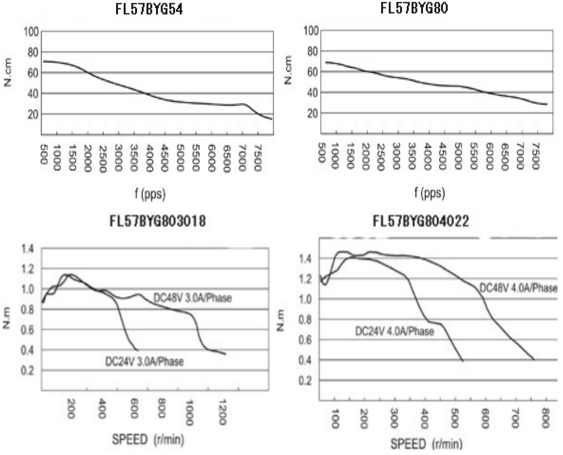 FL57BYG54
N.cm
100
80
60
40
20
500 1000 1500 2000 2500 3000 3500 4000 4500 5000 5500 6000 6500 7000 7500
f (pps)
FL57BYG80
N.cm
100
80
60
40
20
500 1000 1500 2000 2500 3000 3500 4000 4500 5000 5500 6000 6500 7000 7500
f (pps)
FL57BYG803018
N.m
1.4
1.2
1.0
0.8
0.6
0.4
0.2
DC48V 3.0A/Phase
DC24V 3.0A/Phase
200 400 600 800 1000 1200
SPEED (r/min)
FL57BYG804022
N.m
1.4
1.2
1.0
0.8
0.6
0.4
0.2
DC48V 4.0A/Phase
DC24V 4.0A/Phase
100 200 300 400 500 600 700 800
SPEED (r/min)